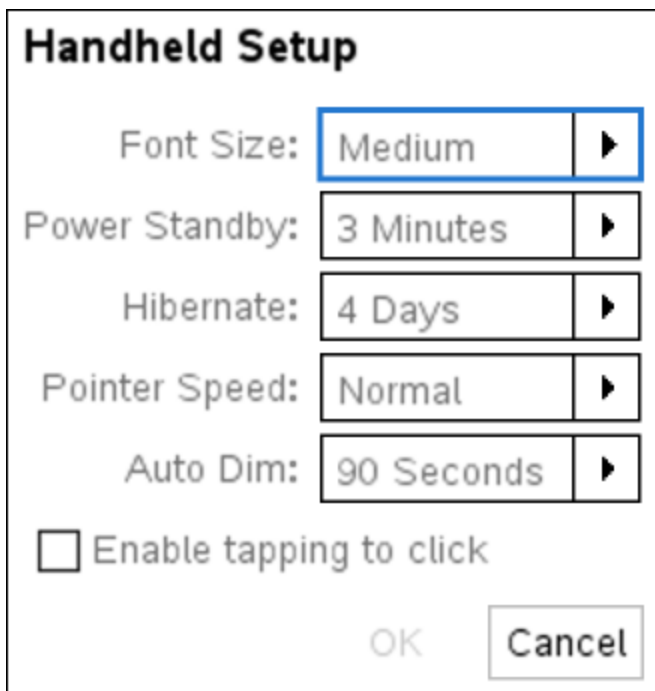 Handheld Setup
Font Size: Medium
Power Standby: 3 Minutes
Hibernate: 4 Days
Pointer Speed: Normal
Auto Dim: 90 Seconds
Enable tapping to click
OK Cancel